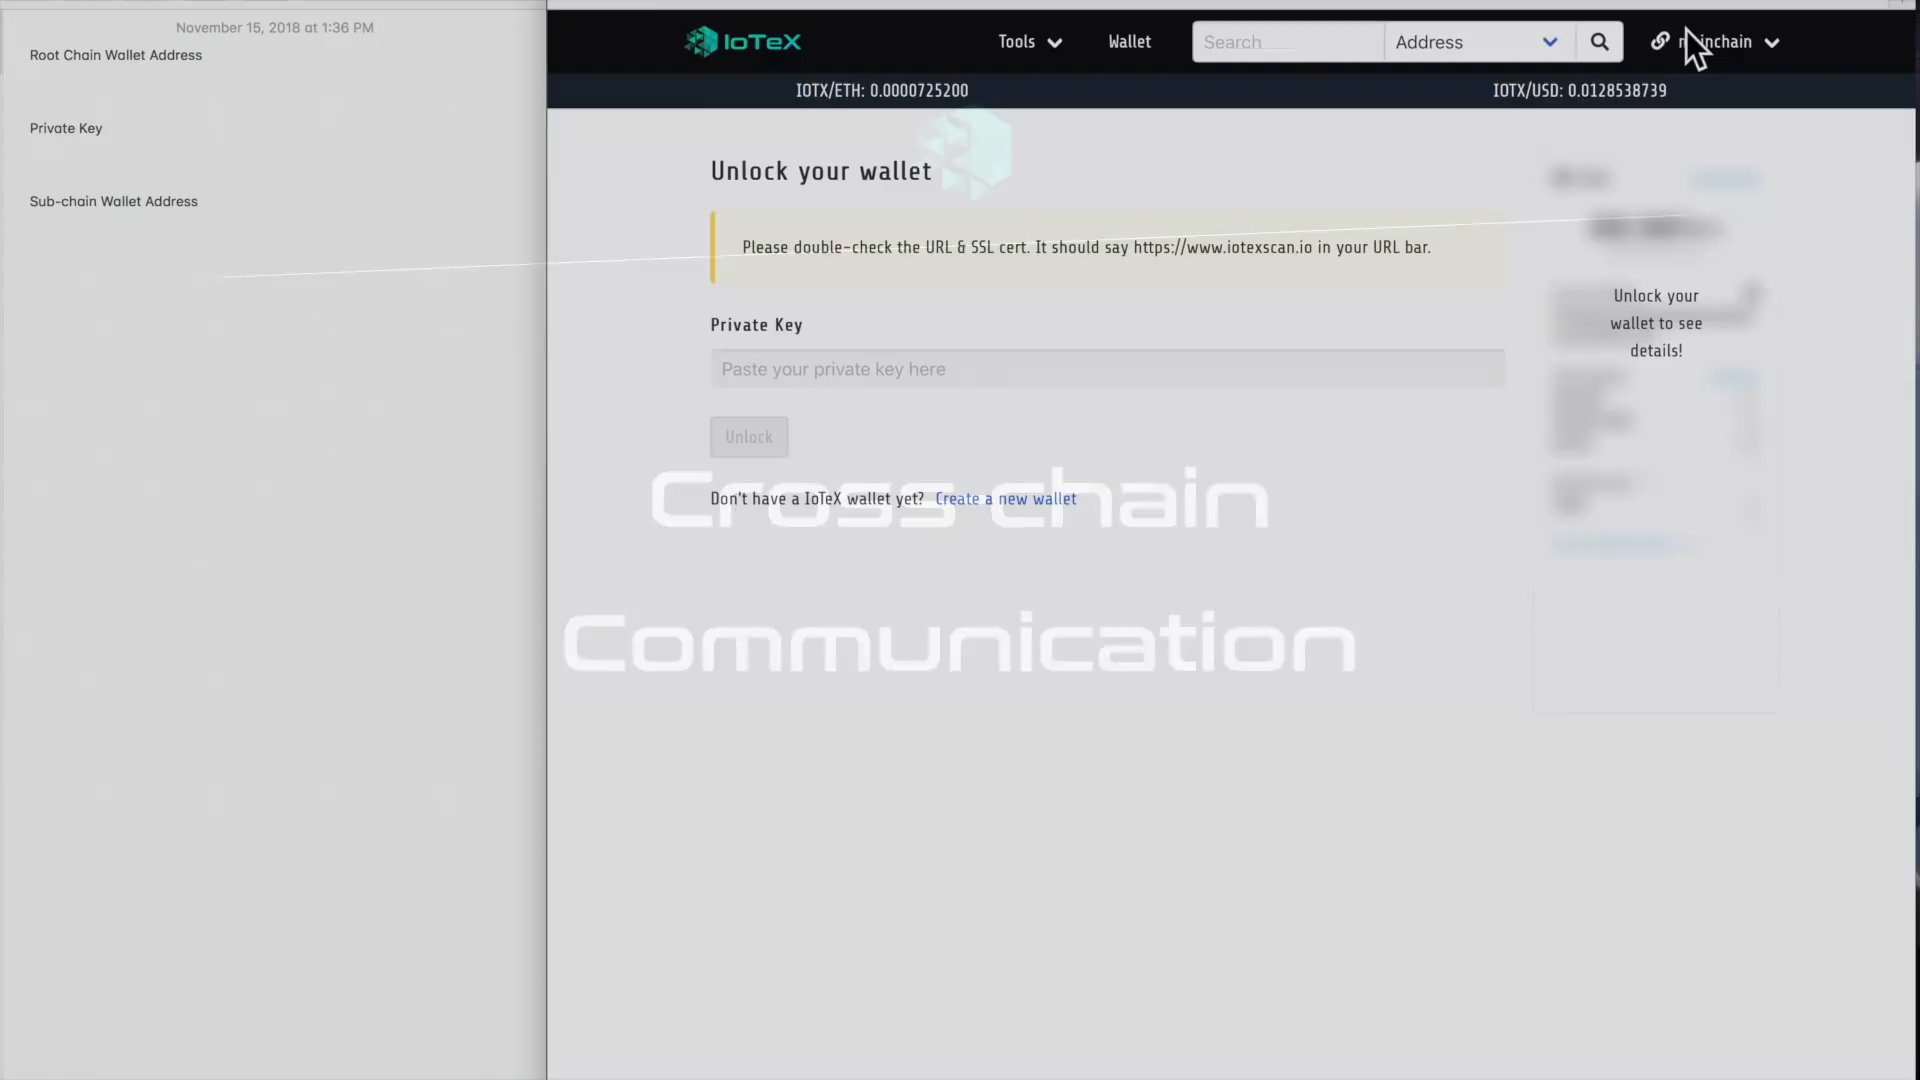 November 15, 2018 at 1:36 PM
Root Chain Wallet Address
Private Key
Sub-chain Wallet Address
IoTeX
Tools
Wallet
Search
Address
IOTX/ETH: 0.0000725200
IOTX/USD: 0.0128538739
Unlock your wallet
Please double-check the URL & SSL cert. It should say https://www.iotexscan.io in your URL bar.
Private Key
Paste your private key here
Unlock
Don't have a IoTeX wallet yet? Create a new wallet
Unlock your
wallet to see
details!
Cross chain
Communication